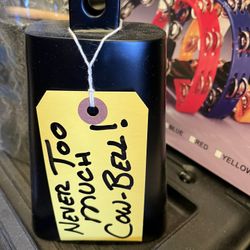 NEVER TOO
MUCH
COW-BELL!
BLUE
RED
YELLOW